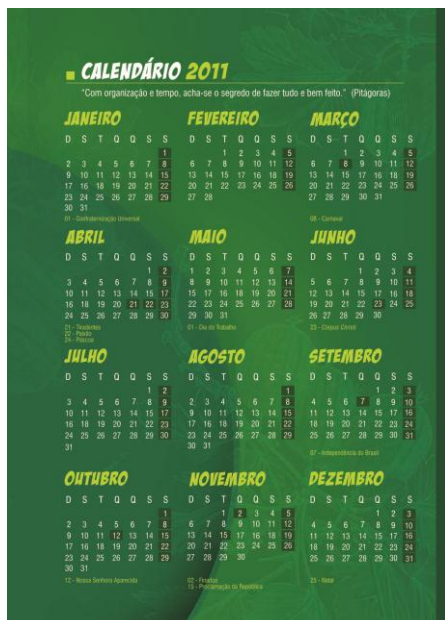 CALENDÁRIO 2011
"Com organização e tempo, acha-se o segredo de fazer tudo e bem feito." (Pitágoras)
JANEIRO
D S T Q Q S S
1
2 3 4 5 6 7 8
9 10 11 12 13 14 15
17 16 18 19 20 21 22
23 24 25 26 27 28 29
30 31
01 - Confraternização Universal
FEVEREIRO
D S T Q Q S S
1 2 3 4 5
6 7 8 9 10 11 12
13 14 15 16 17 18 19
20 21 22 23 24 25 26
27 28
MARÇO
D S T Q Q S S
1 2 3 4 5
6 7 8 9 10 11 12
13 14 15 16 17 18 19
20 21 22 23 24 25 26
27 28 29 30 31
08 - Carnaval
ABRIL
D S T Q Q S S
1 2
3 4 5 6 7 8 9
10 11 12 13 14 15 17
16 18 19 20 21 22 23
24 25 26 27 28 29 30
21 - Tiradentes
22 - Paixão
24 - Páscoa
MAIO
D S T Q Q S S
1 2 3 4 5 6 7
8 9 10 11 12 13 14
15 16 17 18 19 20 21
22 23 24 25 26 27 28
29 30 31
01 - Dia do Trabalho
JUNHO
D S T Q Q S S
1 2 3 4
5 6 7 8 9 10 11
12 13 14 15 16 17 18
19 20 21 22 23 24 25
26 27 28 29 30
23 - Corpus Christi
JULHO
D S T Q Q S S
1 2
3 4 5 6 7 8 9
10 11 12 13 14 15 17
16 18 19 20 21 22 23
24 25 26 27 28 29 30
31
AGOSTO
D S T Q Q S S
1
2 3 4 5 6 7 8
9 10 11 12 13 14 15
16 17 18 19 20 21 22
23 24 25 26 27 28 29
30 31
SETEMBRO
D S T Q Q S S
1 2 3
4 5 6 7 8 9 10
11 12 13 14 15 16 17
18 19 20 21 22 23 24
25 26 27 28 29 30
07 - Independência do Brasil
OUTUBRO
D S T Q Q S S
1
2 3 4 5 6 7 8
9 10 11 12 13 14 15
17 16 18 19 20 21 22
23 24 25 26 27 28 29
30 31
12 - Nossa Senhora Aparecida
NOVEMBRO
D S T Q Q S S
1 2 3 4 5
6 7 8 9 10 11 12
13 14 15 16 17 18 19
20 21 22 23 24 25 26
27 28 29 30
02 - Finados
15 - Proclamação da República
DEZEMBRO
D S T Q Q S S
1 2 3
4 5 6 7 8 9 10
11 12 13 14 15 16 17
18 19 20 21 22 23 24
25 26 27 28 29 30 31
25 - Natal